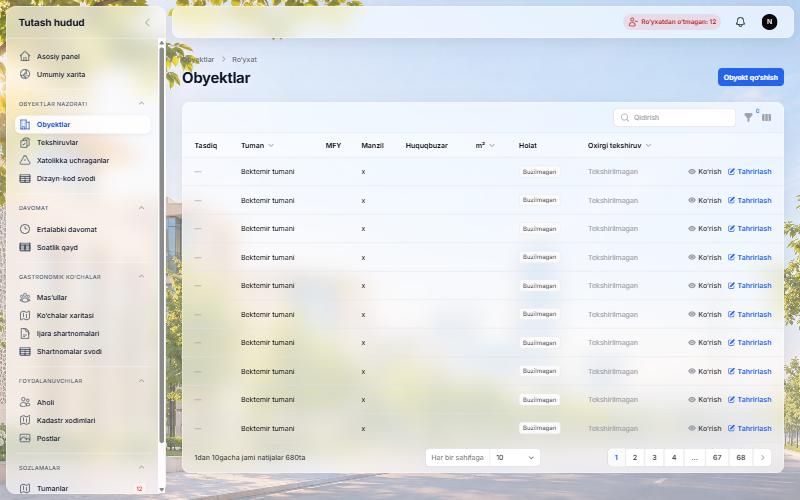 Tutash hudud
Ro'yxatdan o'tmagan: 12
N
Asosiy panel
Umumiy xarita
OBYEKTLAR NAZORATI
Obyektlar
Tekshiruvlar
Xatolikka uchraganlar
Dizayn-kod svodi
DAVOMAT
Ertalabki davomat
Soatlik qayd
GASTRONOMIK KO'CHALAR
Mas'ullar
Ko'chalar xaritasi
Ijara shartnomalari
Shartnomalar svodi
FOYDALANUVCHILAR
Aholi
Kadastr xodimlari
Postlar
SOZLAMALAR
Tumanlar 12
Obyektlar > Ro'yxat
Obyektlar
Obyekt qo'shish
Qidirish
0
Tasdiq Tuman MFY Manzil Huquqbuzar m² Holat Oxirgi tekshiruv
— Bektemir tumani x Buzilmagan Tekshirilmagan Ko'rish Tahrirlash
— Bektemir tumani x Buzilmagan Tekshirilmagan Ko'rish Tahrirlash
— Bektemir tumani x Buzilmagan Tekshirilmagan Ko'rish Tahrirlash
— Bektemir tumani x Buzilmagan Tekshirilmagan Ko'rish Tahrirlash
— Bektemir tumani x Buzilmagan Tekshirilmagan Ko'rish Tahrirlash
— Bektemir tumani x Buzilmagan Tekshirilmagan Ko'rish Tahrirlash
— Bektemir tumani x Buzilmagan Tekshirilmagan Ko'rish Tahrirlash
— Bektemir tumani x Buzilmagan Tekshirilmagan Ko'rish Tahrirlash
— Bektemir tumani x Buzilmagan Tekshirilmagan Ko'rish Tahrirlash
— Bektemir tumani x Buzilmagan Tekshirilmagan Ko'rish Tahrirlash
1dan 10gacha jami natijalar 680ta Har bir sahifaga 10 1 2 3 4 ... 67 68